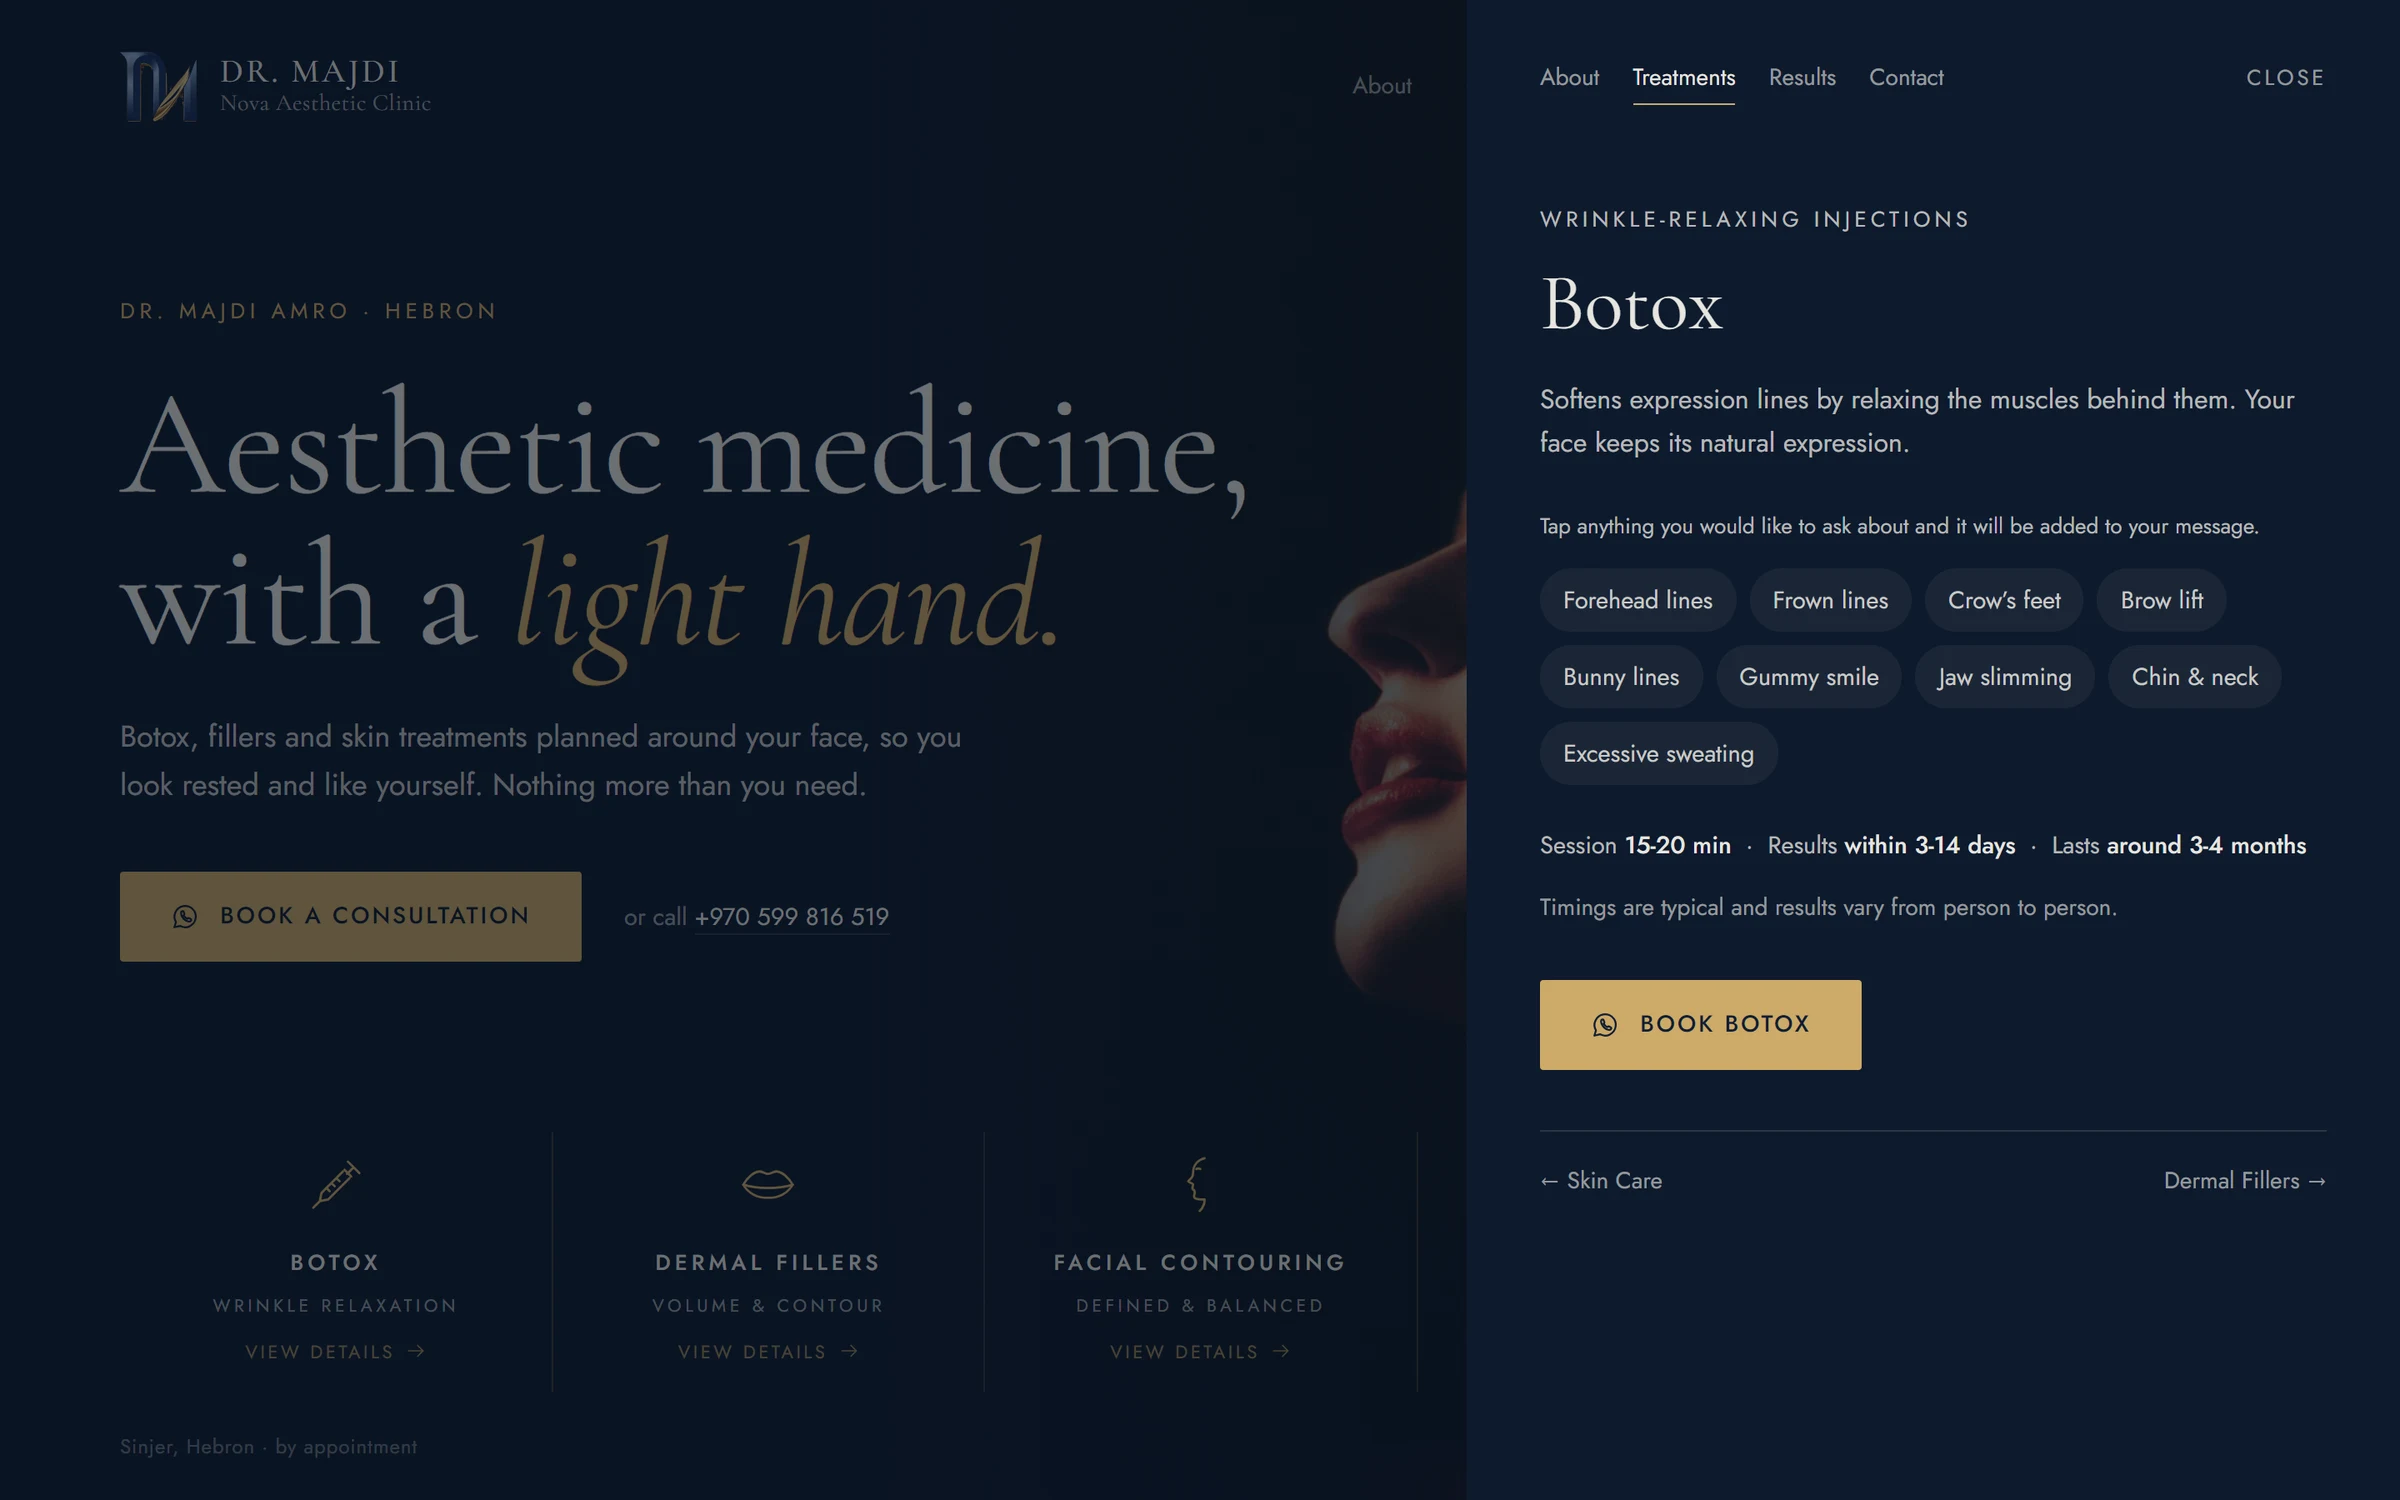 DR. MAJDI
Nova Aesthetic Clinic
About
DR. MAJDI AMRO · HEBRON
Aesthetic medicine,
with a light hand.
Botox, fillers and skin treatments planned around your face, so you
look rested and like yourself. Nothing more than you need.
BOOK A CONSULTATION
or call +970 599 816 519
BOTOX
WRINKLE RELAXATION
VIEW DETAILS →
DERMAL FILLERS
VOLUME & CONTOUR
VIEW DETAILS →
FACIAL CONTOURING
DEFINED & BALANCED
VIEW DETAILS →
Sinjer, Hebron · by appointment
About Treatments Results Contact CLOSE
WRINKLE-RELAXING INJECTIONS
Botox
Softens expression lines by relaxing the muscles behind them. Your
face keeps its natural expression.
Tap anything you would like to ask about and it will be added to your message.
Forehead lines Frown lines Crow’s feet Brow lift
Bunny lines Gummy smile Jaw slimming Chin & neck
Excessive sweating
Session 15-20 min · Results within 3-14 days · Lasts around 3-4 months
Timings are typical and results vary from person to person.
BOOK BOTOX
← Skin Care Dermal Fillers →